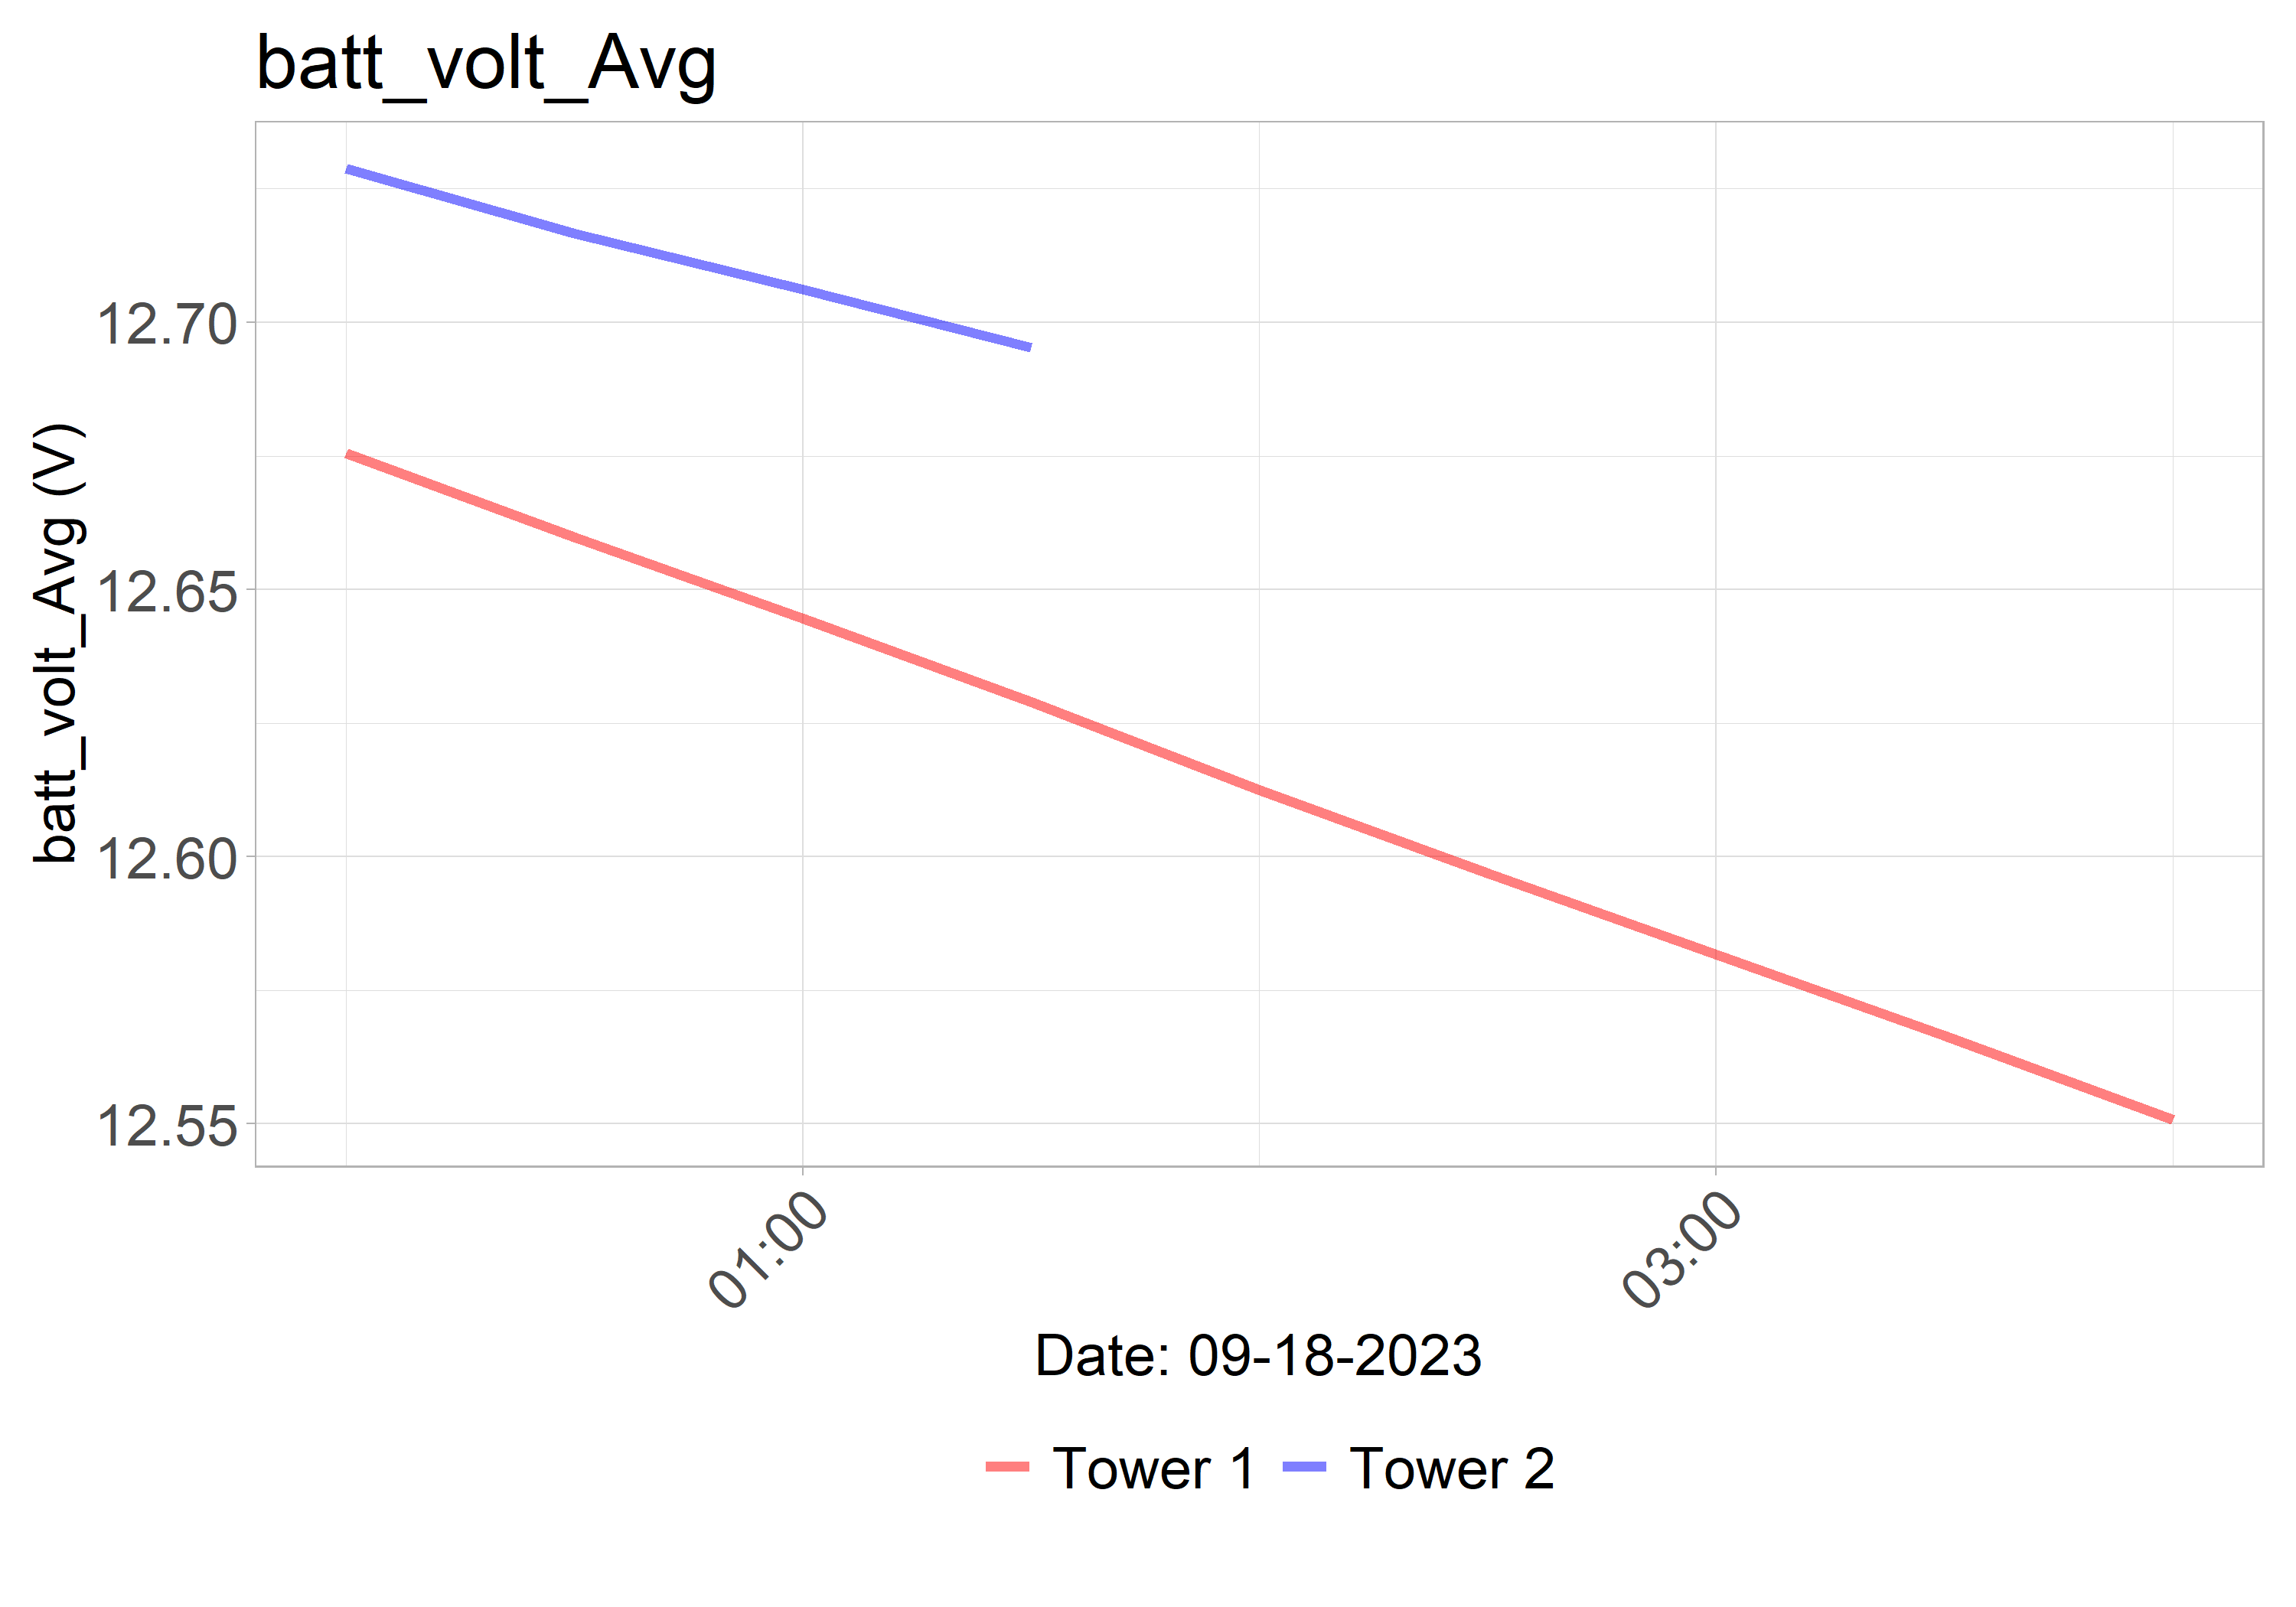 batt_volt_Avg
batt_volt_Avg (V)
12.70
12.65
12.60
12.55
01:00
03:00
Date: 09-18-2023
Tower 1
Tower 2